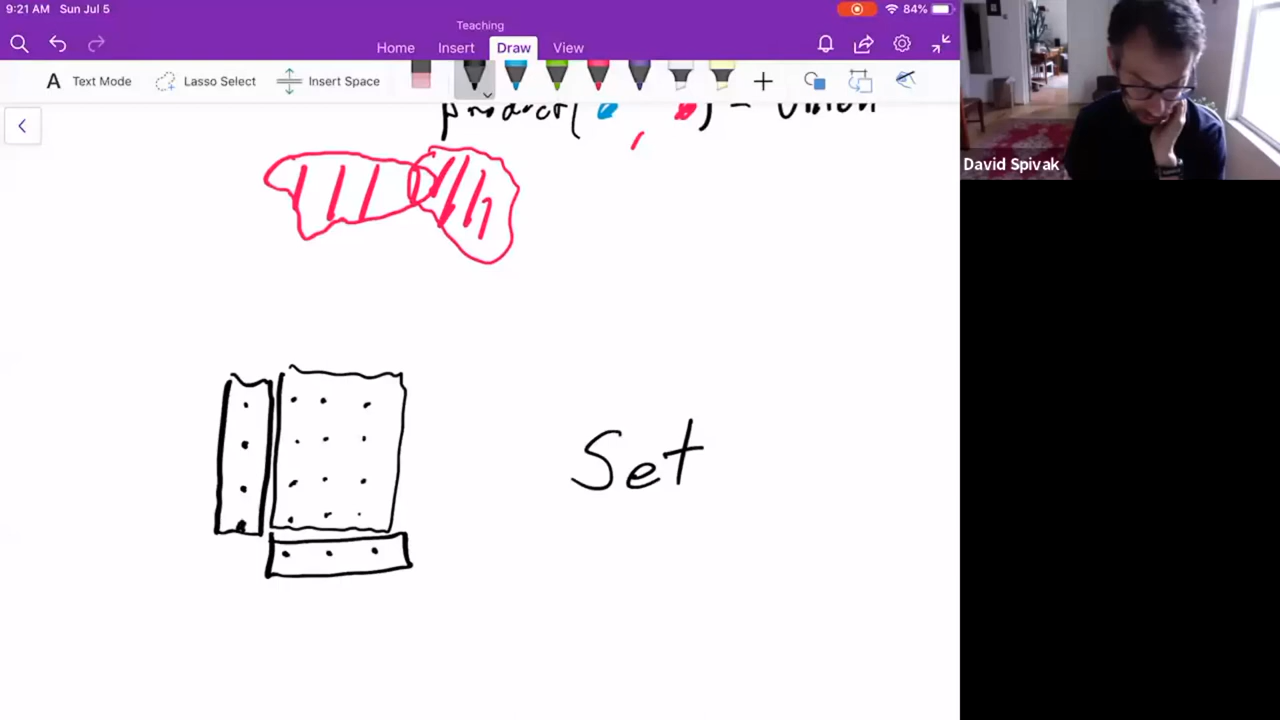 9:21 AM Sun Jul 5
84%
Teaching
Home Insert Draw View
A Text Mode Lasso Select Insert Space
product( , ) =
David Spivak
Set